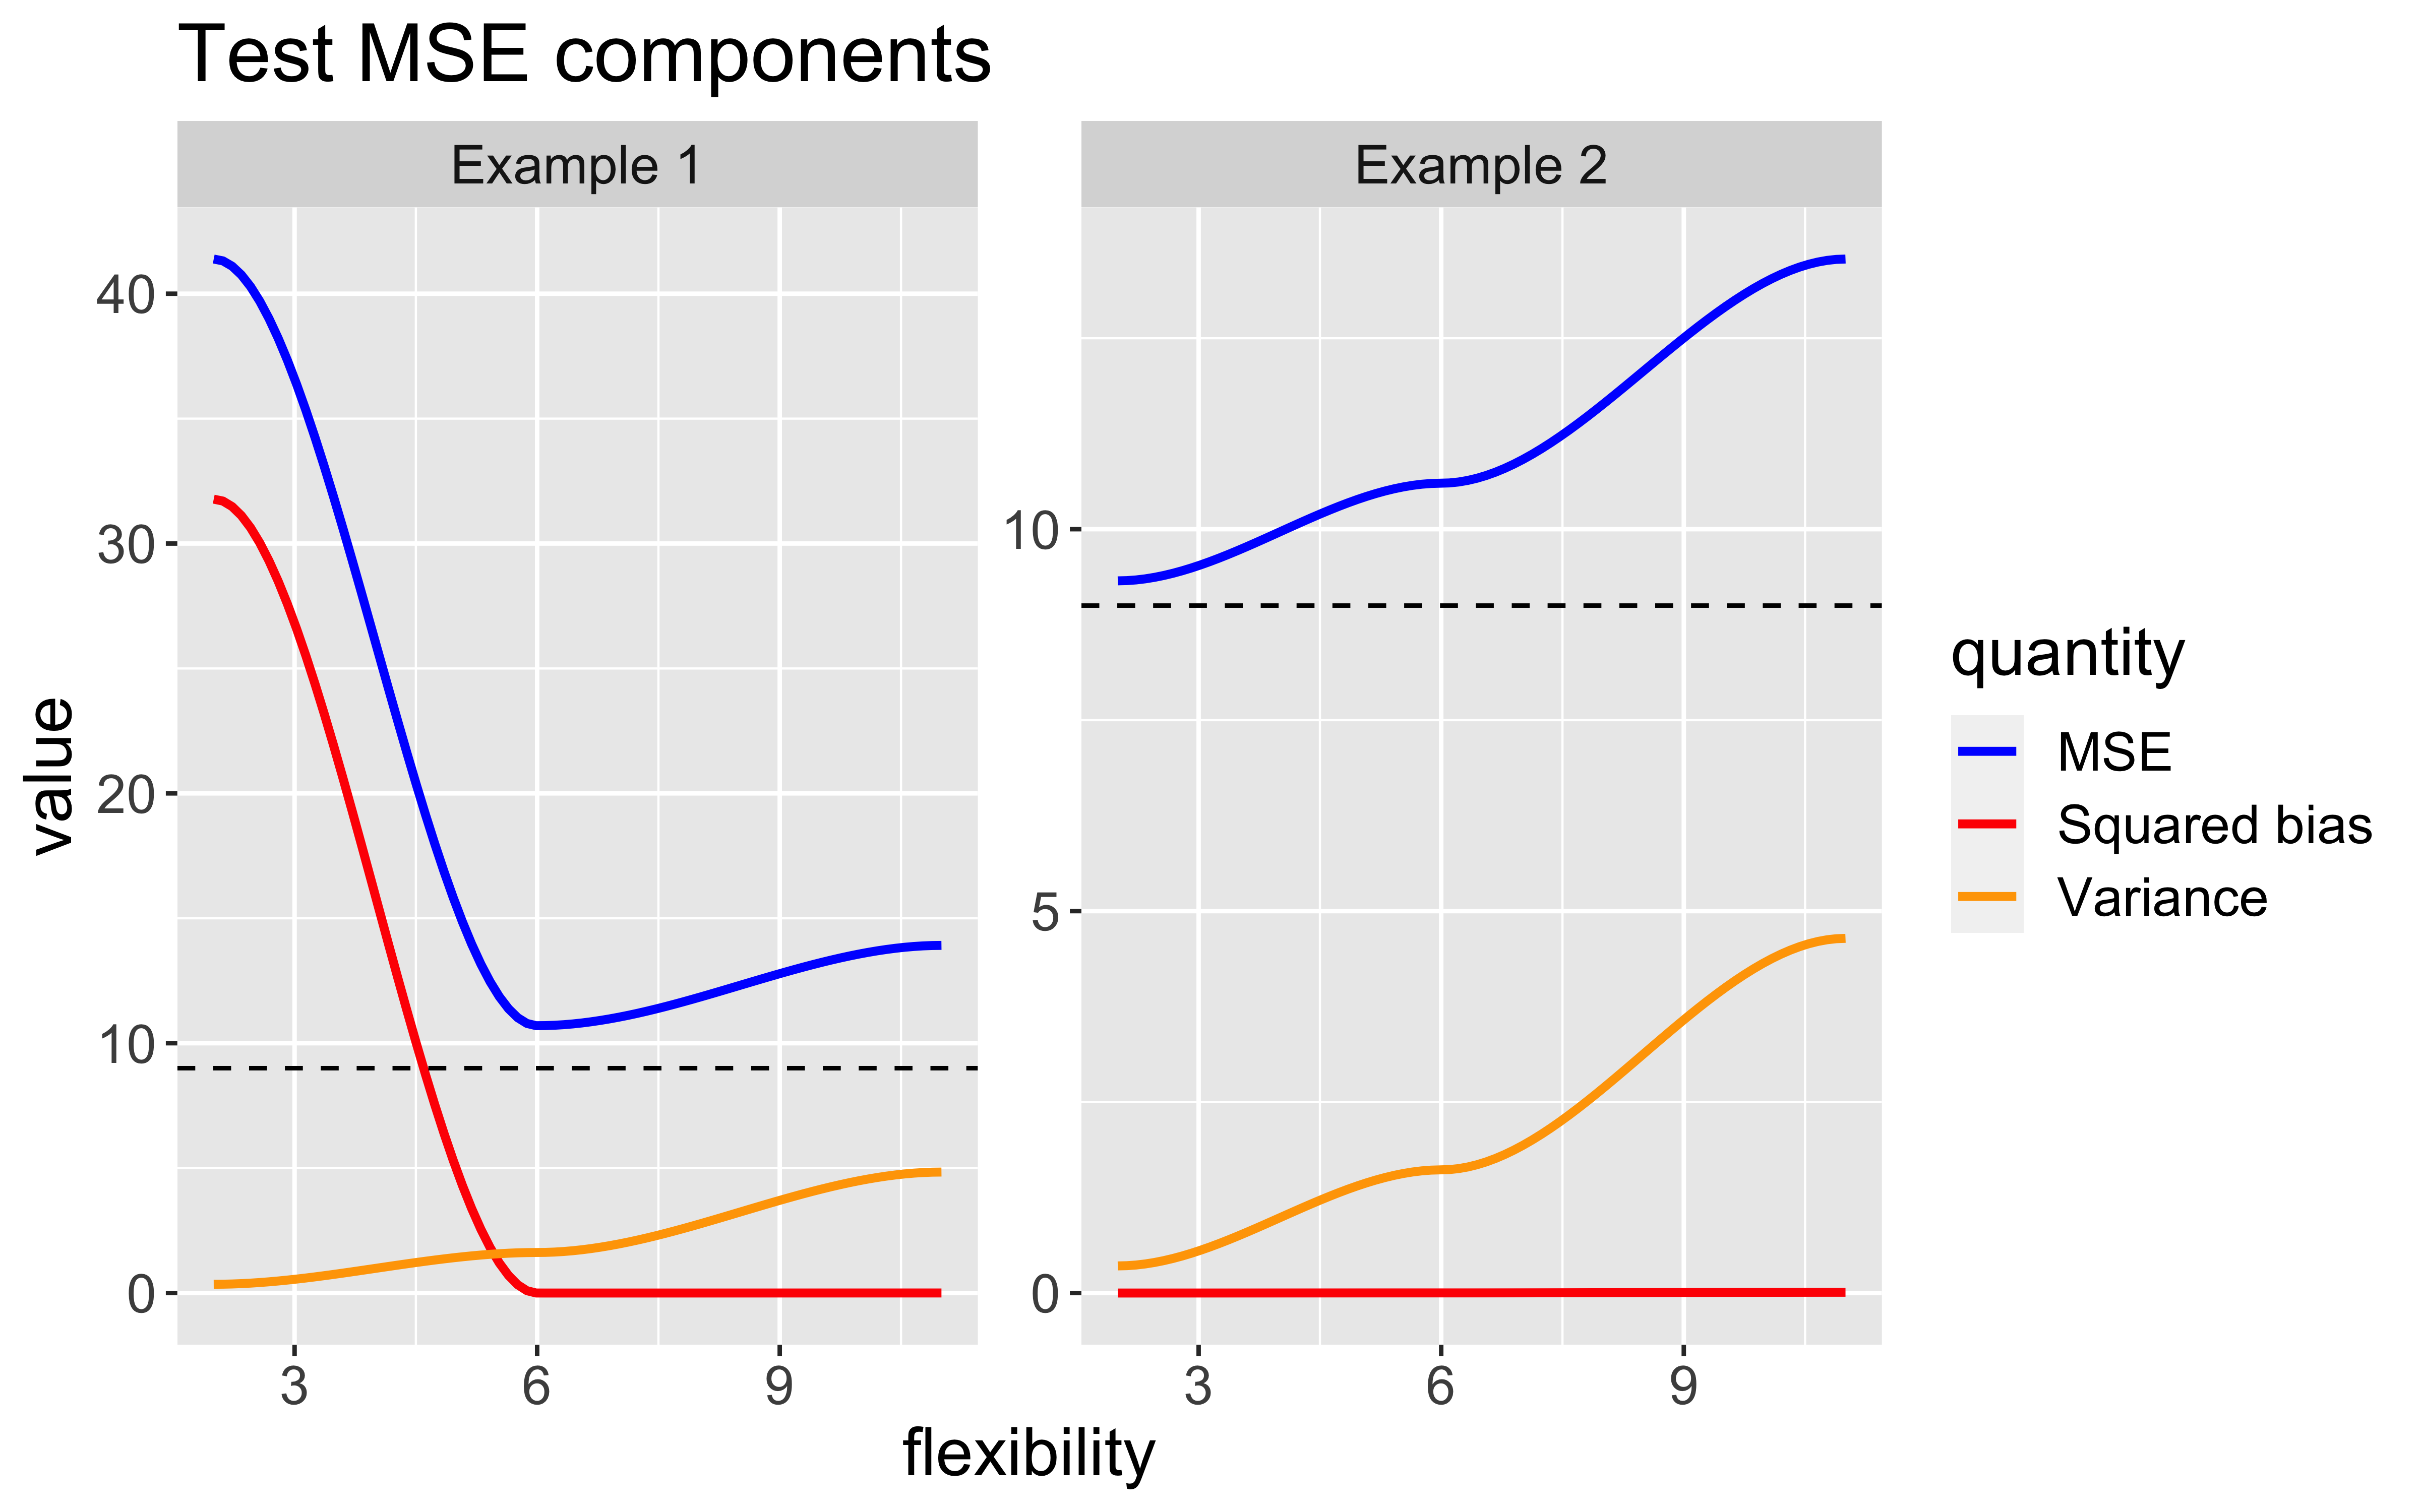 Test MSE components
Example 1
Example 2
40
30
20
10
0
10
5
0
value
3
6
9
3
6
9
flexibility
quantity
MSE
Squared bias
Variance